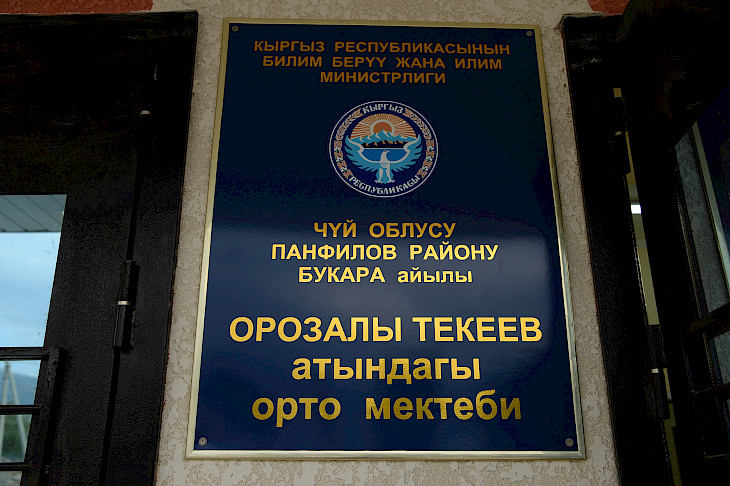 КЫРГЫЗ РЕСПУБЛИКАСЫНЫН
БИЛИМ БЕРҮҮ ЖАНА ИЛИМ
МИНИСТРЛИГИ
КЫРГЫЗ
РЕСПУБЛИКАСЫ
ЧҮЙ ОБЛУСУ
ПАНФИЛОВ РАЙОНУ
БУКАРА айылы
ОРОЗАЛЫ ТЕКЕЕВ
атындагы
орто мектеби